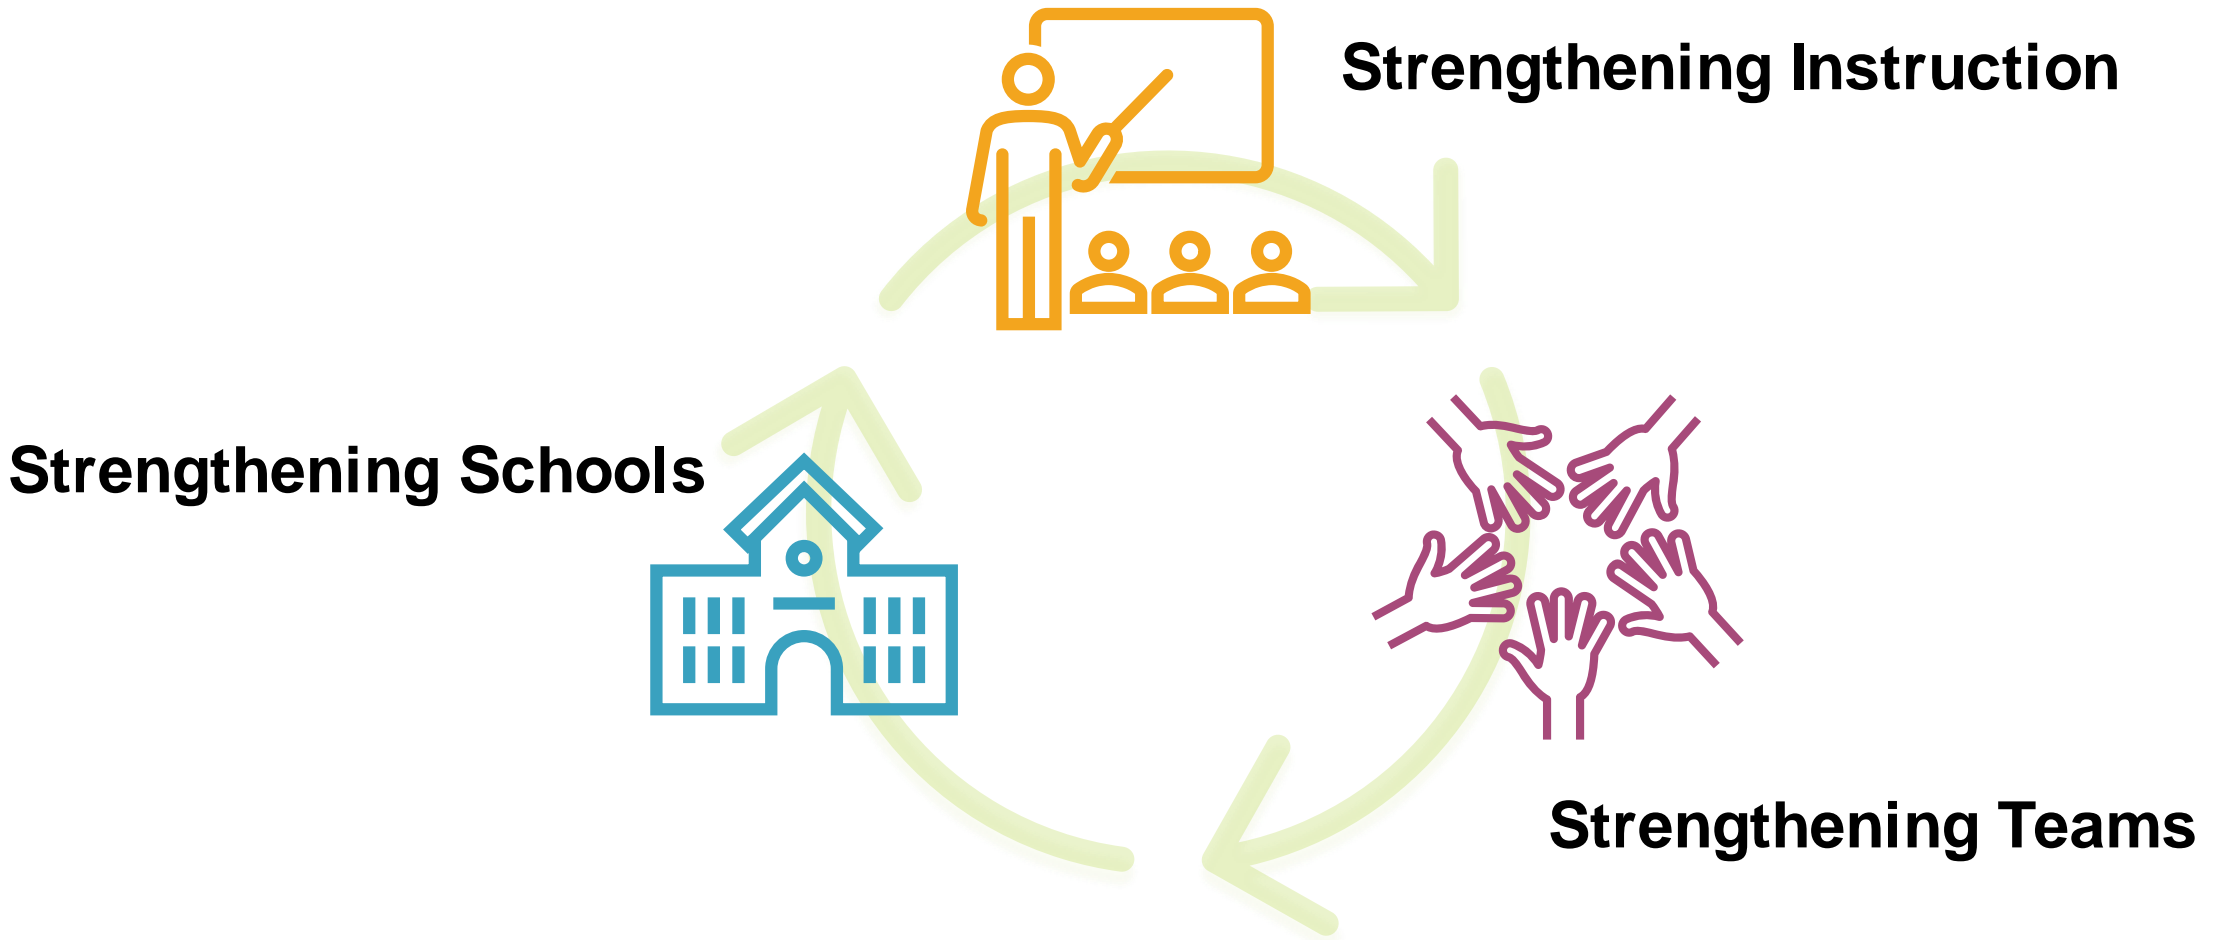 Strengthening Instruction
Strengthening Schools
Strengthening Teams